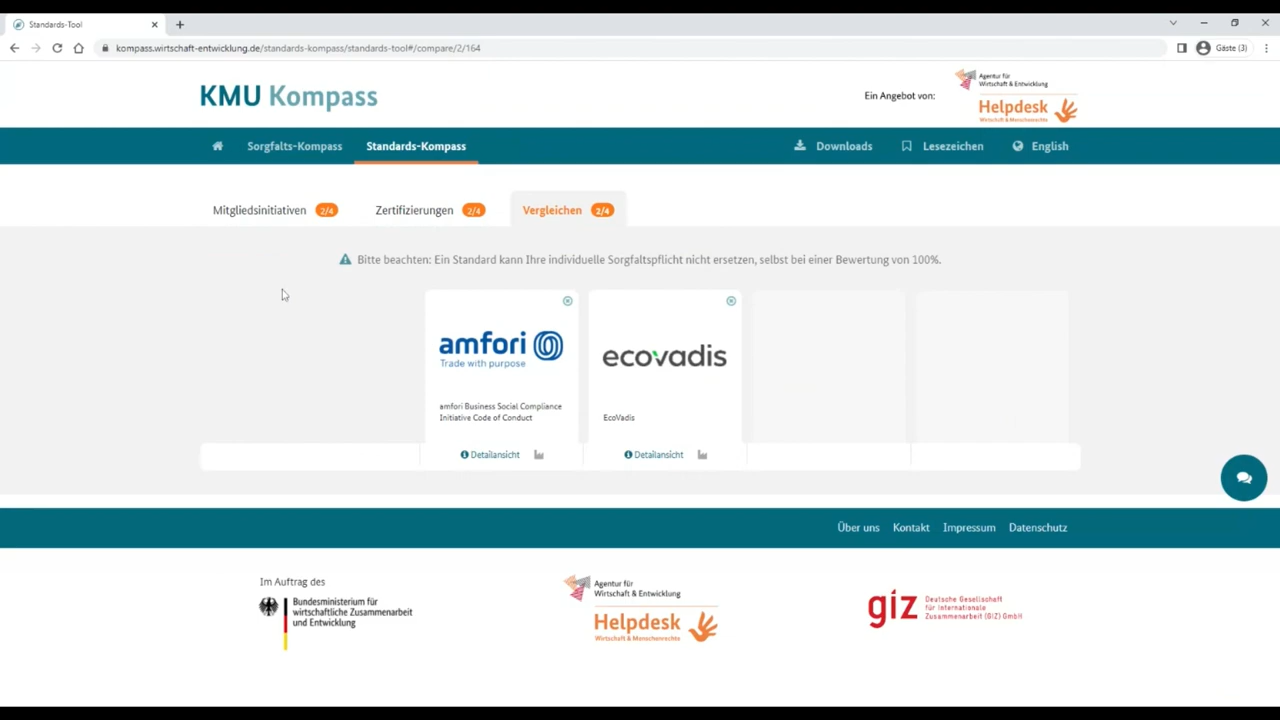 Standards-Tool
kompass.wirtschaft-entwicklung.de/standards-kompass/standards-tool#/compare/2/164
Gäste (3)
KMU Kompass
Ein Angebot von:
Agentur für
Wirtschaft & Entwicklung
Helpdesk
Wirtschaft & Menschenrechte
Sorgfalts-Kompass
Standards-Kompass
Downloads
Lesezeichen
English
Mitgliedsinitiativen 2/4
Zertifizierungen 2/4
Vergleichen 2/4
Bitte beachten: Ein Standard kann Ihre individuelle Sorgfaltspflicht nicht ersetzen, selbst bei einer Bewertung von 100%.
amfori
Trade with purpose
amfori Business Social Compliance
Initiative Code of Conduct
Detailansicht
ecovadis
EcoVadis
Detailansicht
Über uns
Kontakt
Impressum
Datenschutz
Im Auftrag des
Bundesministerium für
wirtschaftliche Zusammenarbeit
und Entwicklung
Agentur für
Wirtschaft & Entwicklung
Helpdesk
Wirtschaft & Menschenrechte
giz
Deutsche Gesellschaft
für Internationale
Zusammenarbeit (GIZ) GmbH